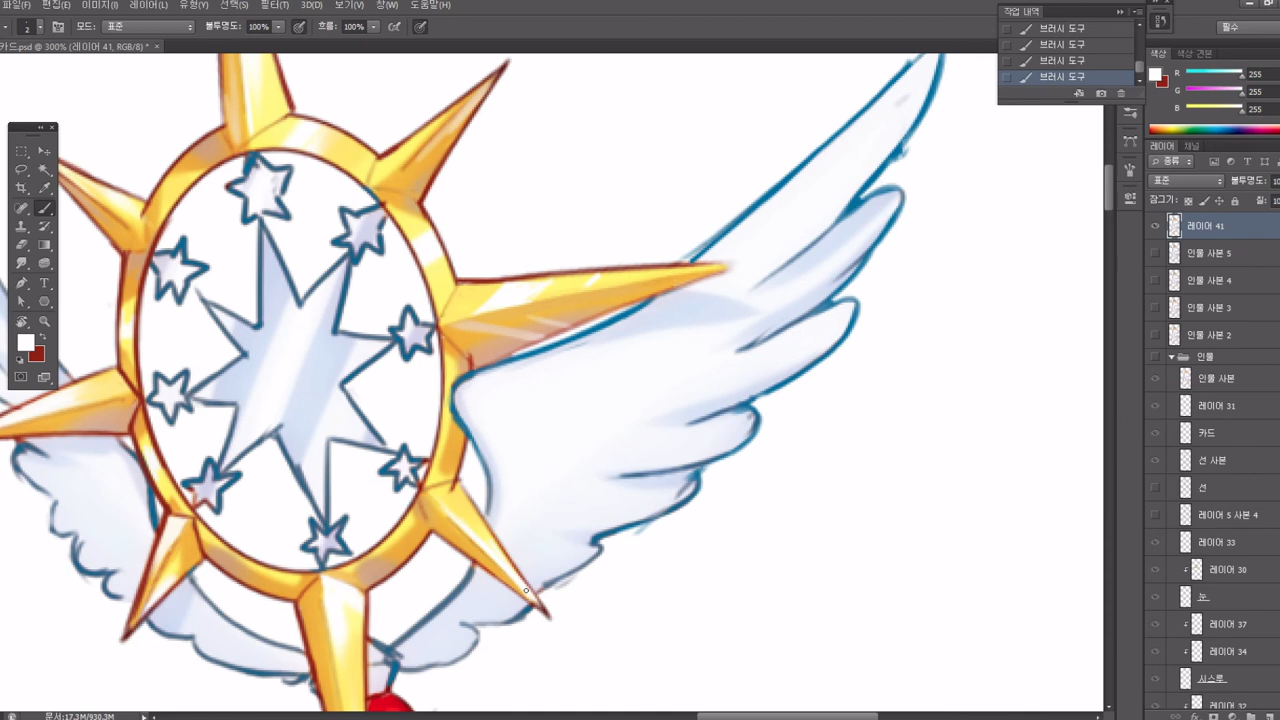 파일(F) 편집(E) 이미지(I) 레이어(L) 유형(Y) 선택(S) 필터(T) 3D(D) 보기(V) 창(W) 도움말(H)
2 모드: 표준 불투명도: 100% 흐름: 100%
필수
카드.psd @ 300% (레이어 41, RGB/8) * ×
작업 내역
브러시 도구
브러시 도구
브러시 도구
브러시 도구
색상 색상 견본
R 255
G 255
B 255
레이어 채널
종류
표준 불투명도:
잠그기: 칠:
레이어 41
인물 사본 5
인물 사본 4
인물 사본 3
인물 사본 2
인물
인물 사본
레이어 31
카드
선 사본
선
레이어 5 사본 4
레이어 33
레이어 30
눈
레이어 37
레이어 34
시스루
레이어 32
문서:17.3M/930.3M